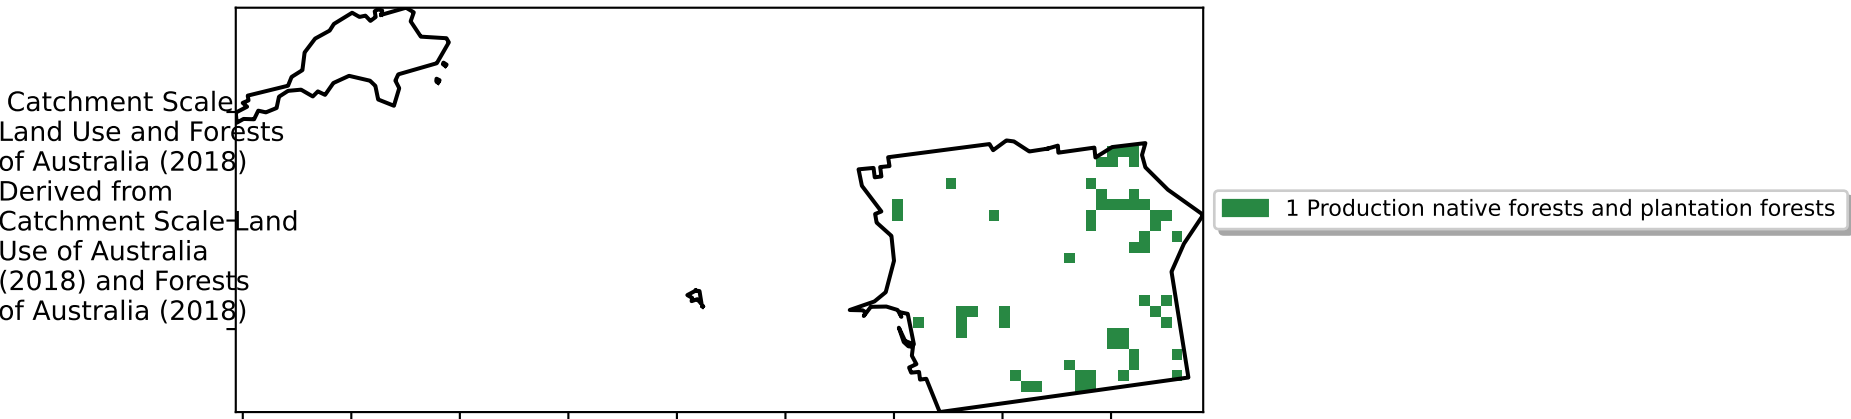 Catchment Scale
Land Use and Forests
of Australia (2018)
Derived from
Catchment Scale Land
Use of Australia
(2018) and Forests
of Australia (2018)
1 Production native forests and plantation forests